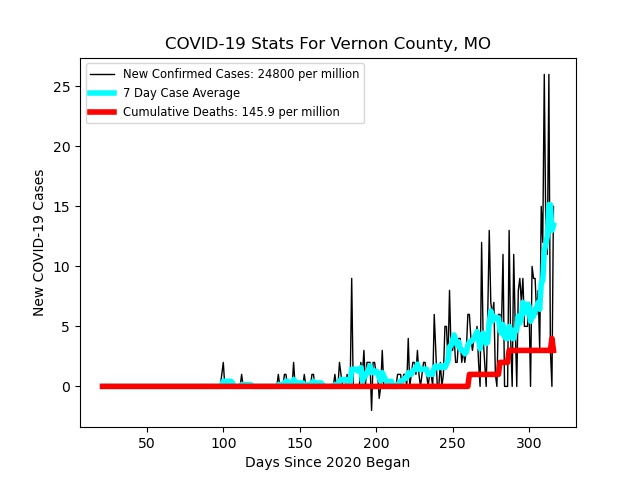 COVID-19 Stats For Vernon County, MO
New Confirmed Cases: 24800 per million
7 Day Case Average
Cumulative Deaths: 145.9 per million
New COVID-19 Cases
25
20
15
10
5
0
50 100 150 200 250 300
Days Since 2020 Began